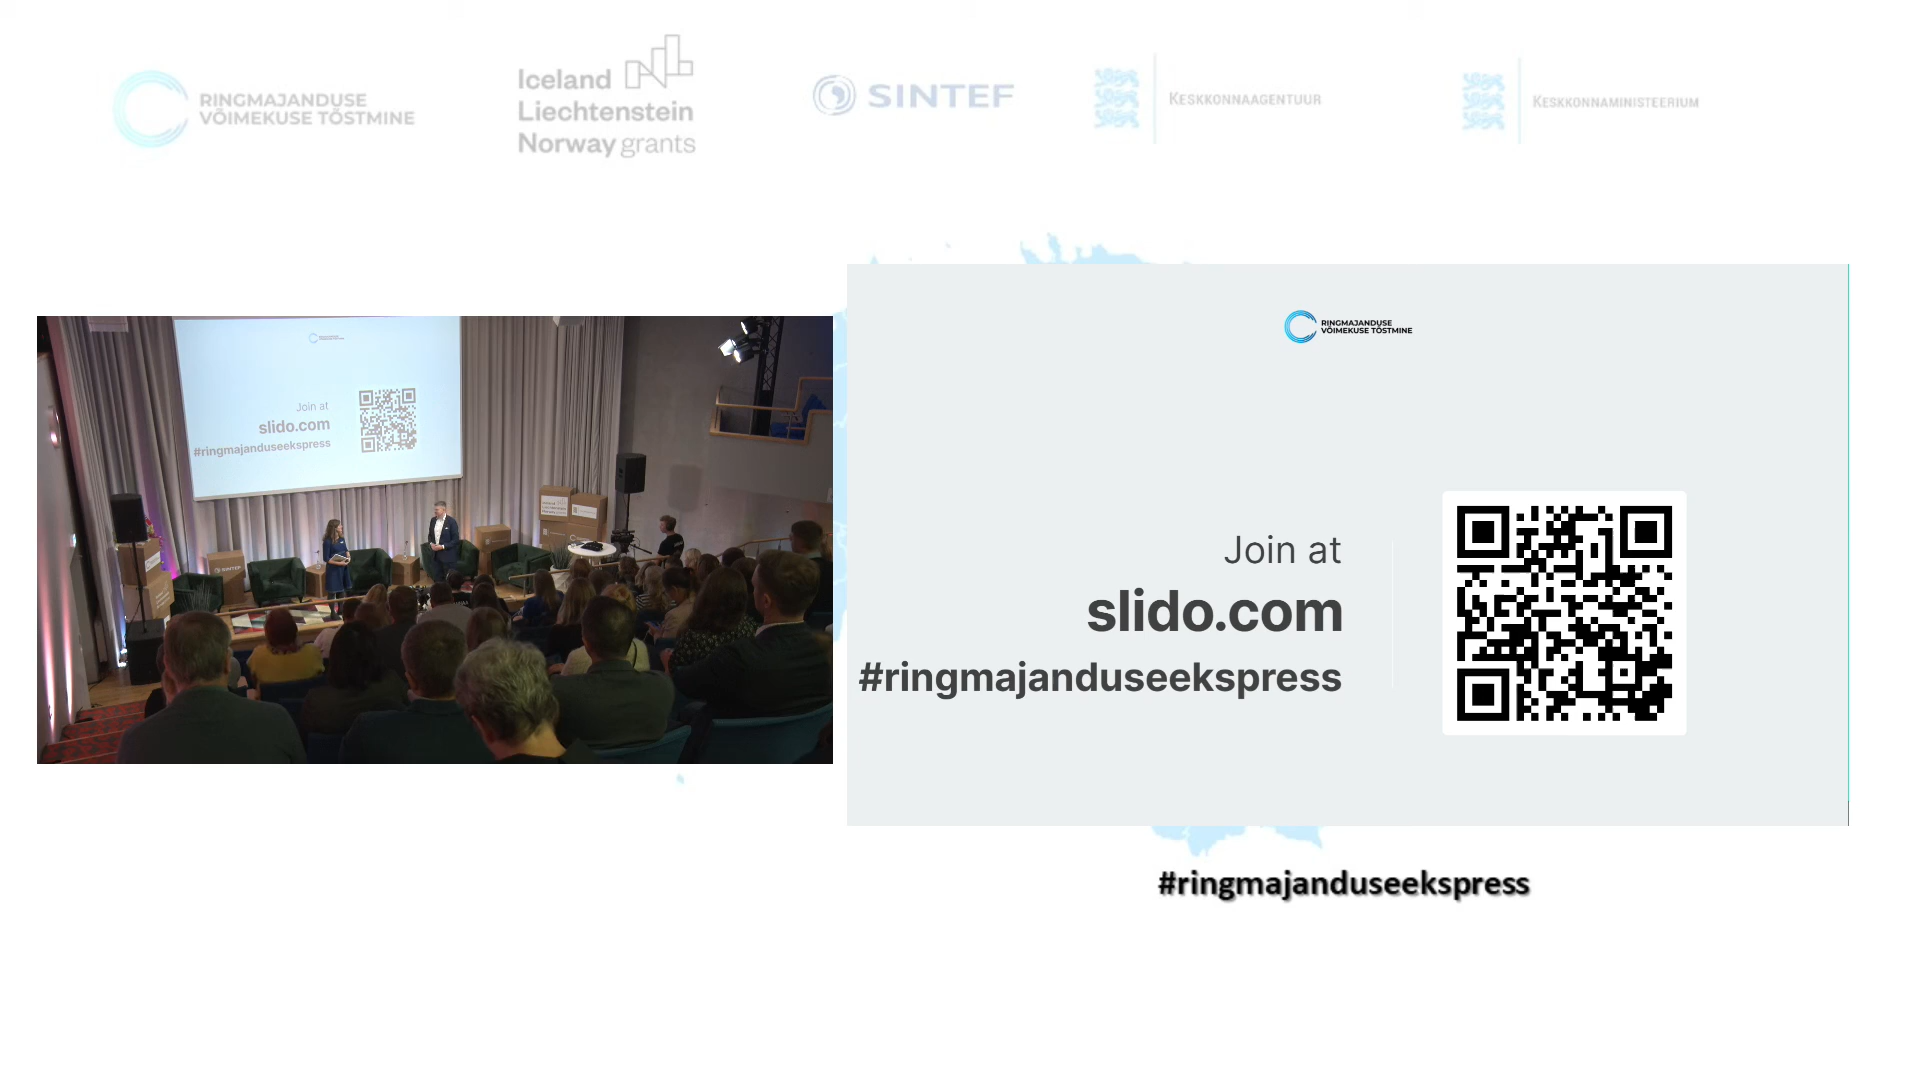 RINGMAJANDUSE
VÕIMEKUSE TÕSTMINE
Iceland
Liechtenstein
Norway grants
SINTEF
KESKKONNAAGENTUUR
KESKKONNAMINISTEERIUM
Join at
slido.com
#ringmajanduseekspress
SINTEF
RINGMAJANDUSE
VÕIMEKUSE TÕSTMINE
Join at
slido.com
#ringmajanduseekspress
#ringmajanduseekspress